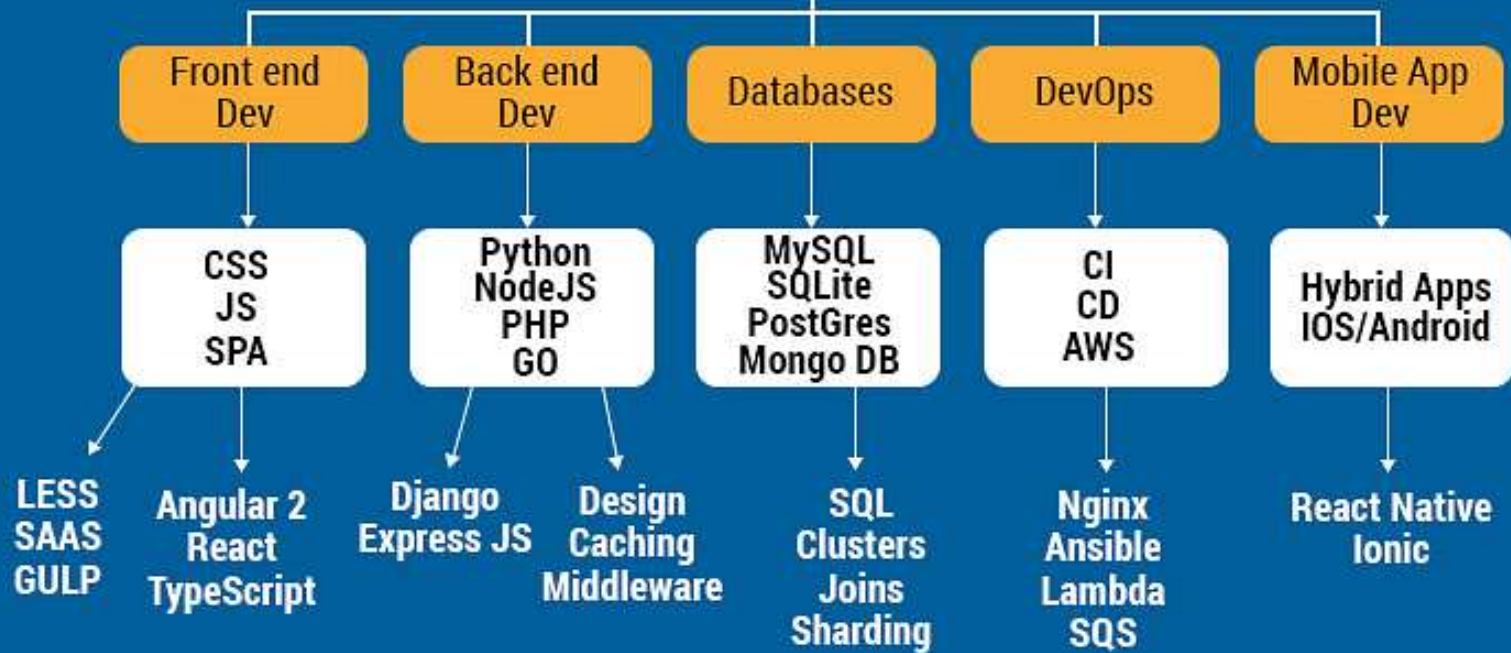 Front end
Dev
Back end
Dev
Databases
DevOps
Mobile App
Dev
CSS
JS
SPA
Python
NodeJS
PHP
GO
MySQL
SQLite
PostGres
Mongo DB
CI
CD
AWS
Hybrid Apps
IOS/Android
LESS
SAAS
GULP
Angular 2
React
TypeScript
Django
Express JS
Design
Caching
Middleware
SQL
Clusters
Joins
Sharding
Nginx
Ansible
Lambda
SQS
React Native
Ionic